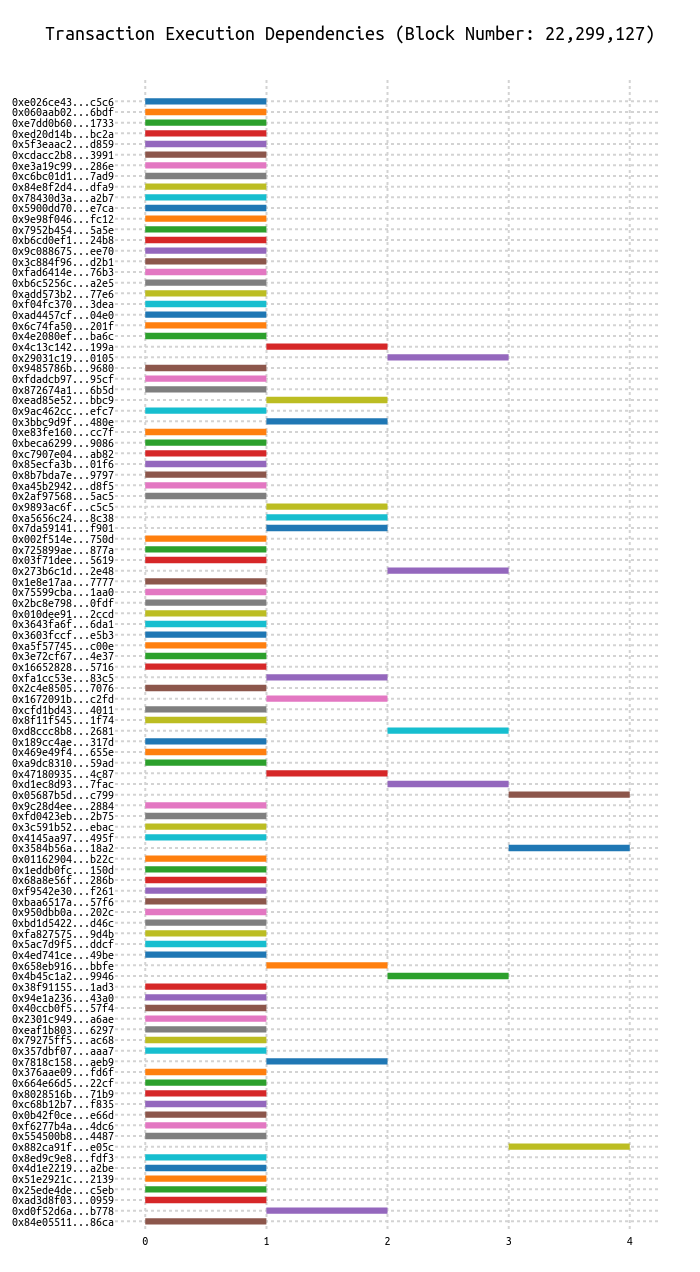 Transaction Execution Dependencies (Block Number: 22,299,127)
0xe026ce43...c5c6
0x060aab02...6bdf
0xe7dd0b60...1733
0xed20d14b...bc2a
0x5f3eaac2...d859
0xcdacc2b8...3991
0xe3a19c99...286e
0xc6bc01d1...7ad9
0x84e8f2d4...dfa9
0x78430d3a...a2b7
0x5900dd70...e7ca
0x9e98f046...fc12
0x7952b454...5a5e
0xb6cd0ef1...24b8
0x9c088675...ee70
0x3c884f96...d2b1
0xfad6414e...76b3
0xb6c5256c...a2e5
0xadd573b2...77e6
0xf04fc370...3dea
0xad4457cf...04e0
0x6c74fa50...201f
0x4e2080ef...ba6c
0x4c13c142...199a
0x29031c19...0105
0x9485786b...9680
0xfdadcb97...95cf
0x872674a1...6b5d
0xead85e52...bbc9
0x9ac462cc...efc7
0x3bbc9d9f...480e
0xe83fe160...cc7f
0xbeca6299...9086
0xc7907e04...ab82
0x85ecfa3b...01f6
0x8b7bda7e...9797
0xa45b2942...d8f5
0x2af97568...5ac5
0x9893ac6f...c5c5
0xa5656c24...8c38
0x7da59141...f901
0x002f514e...750d
0x725899ae...877a
0x03f71dee...5619
0x273b6c1d...2e48
0x1e8e17aa...7777
0x75599cba...1aa0
0x2bc8e798...0fdf
0x010dee91...2ccd
0x3643fa6f...6da1
0x3603fccf...e5b3
0xa5f57745...c00e
0x3e72cf67...4e37
0x16652828...5716
0xfa1cc53e...83c5
0x2c4e8505...7076
0x1672091b...c2fd
0xcfd1bd43...4011
0x8f11f545...1f74
0xd8ccc8b8...2681
0x189cc4ae...317d
0x469e49f4...655e
0xa9dc8310...59ad
0x47180935...4c87
0xd1ec8d93...7fac
0x05687b5d...c799
0x9c28d4ee...2884
0xfd0423eb...2b75
0x3c591b52...ebac
0x4145aa97...495f
0x3584b56a...18a2
0x01162904...b22c
0x1eddb0fc...150d
0x68a8e56f...286b
0xf9542e30...f261
0xbaa6517a...57f6
0x950dbb0a...202c
0xbd1d5422...d46c
0xfa827575...9d4b
0x5ac7d9f5...ddcf
0x4ed741ce...49be
0x658eb916...bbfe
0x4b45c1a2...9946
0x38f91155...1ad3
0x94e1a236...43a0
0x40ccb0f5...57f4
0x2301c949...a6ae
0xeaf1b803...6297
0x79275ff5...ac68
0x357dbf07...aaa7
0x7818c158...aeb9
0x376aae09...fd6f
0x664e66d5...22cf
0x8028516b...71b9
0xc68b12b7...f835
0x0b42f0ce...e66d
0xf6277b4a...4dc6
0x554500b8...4487
0x882ca91f...e05c
0x8ed9c9e8...fdf3
0x4d1e2219...a2be
0x51e2921c...2139
0x25ede4de...c5eb
0xad3d8f03...0959
0xd0f52d6a...b778
0x84e05511...86ca
0 1 2 3 4